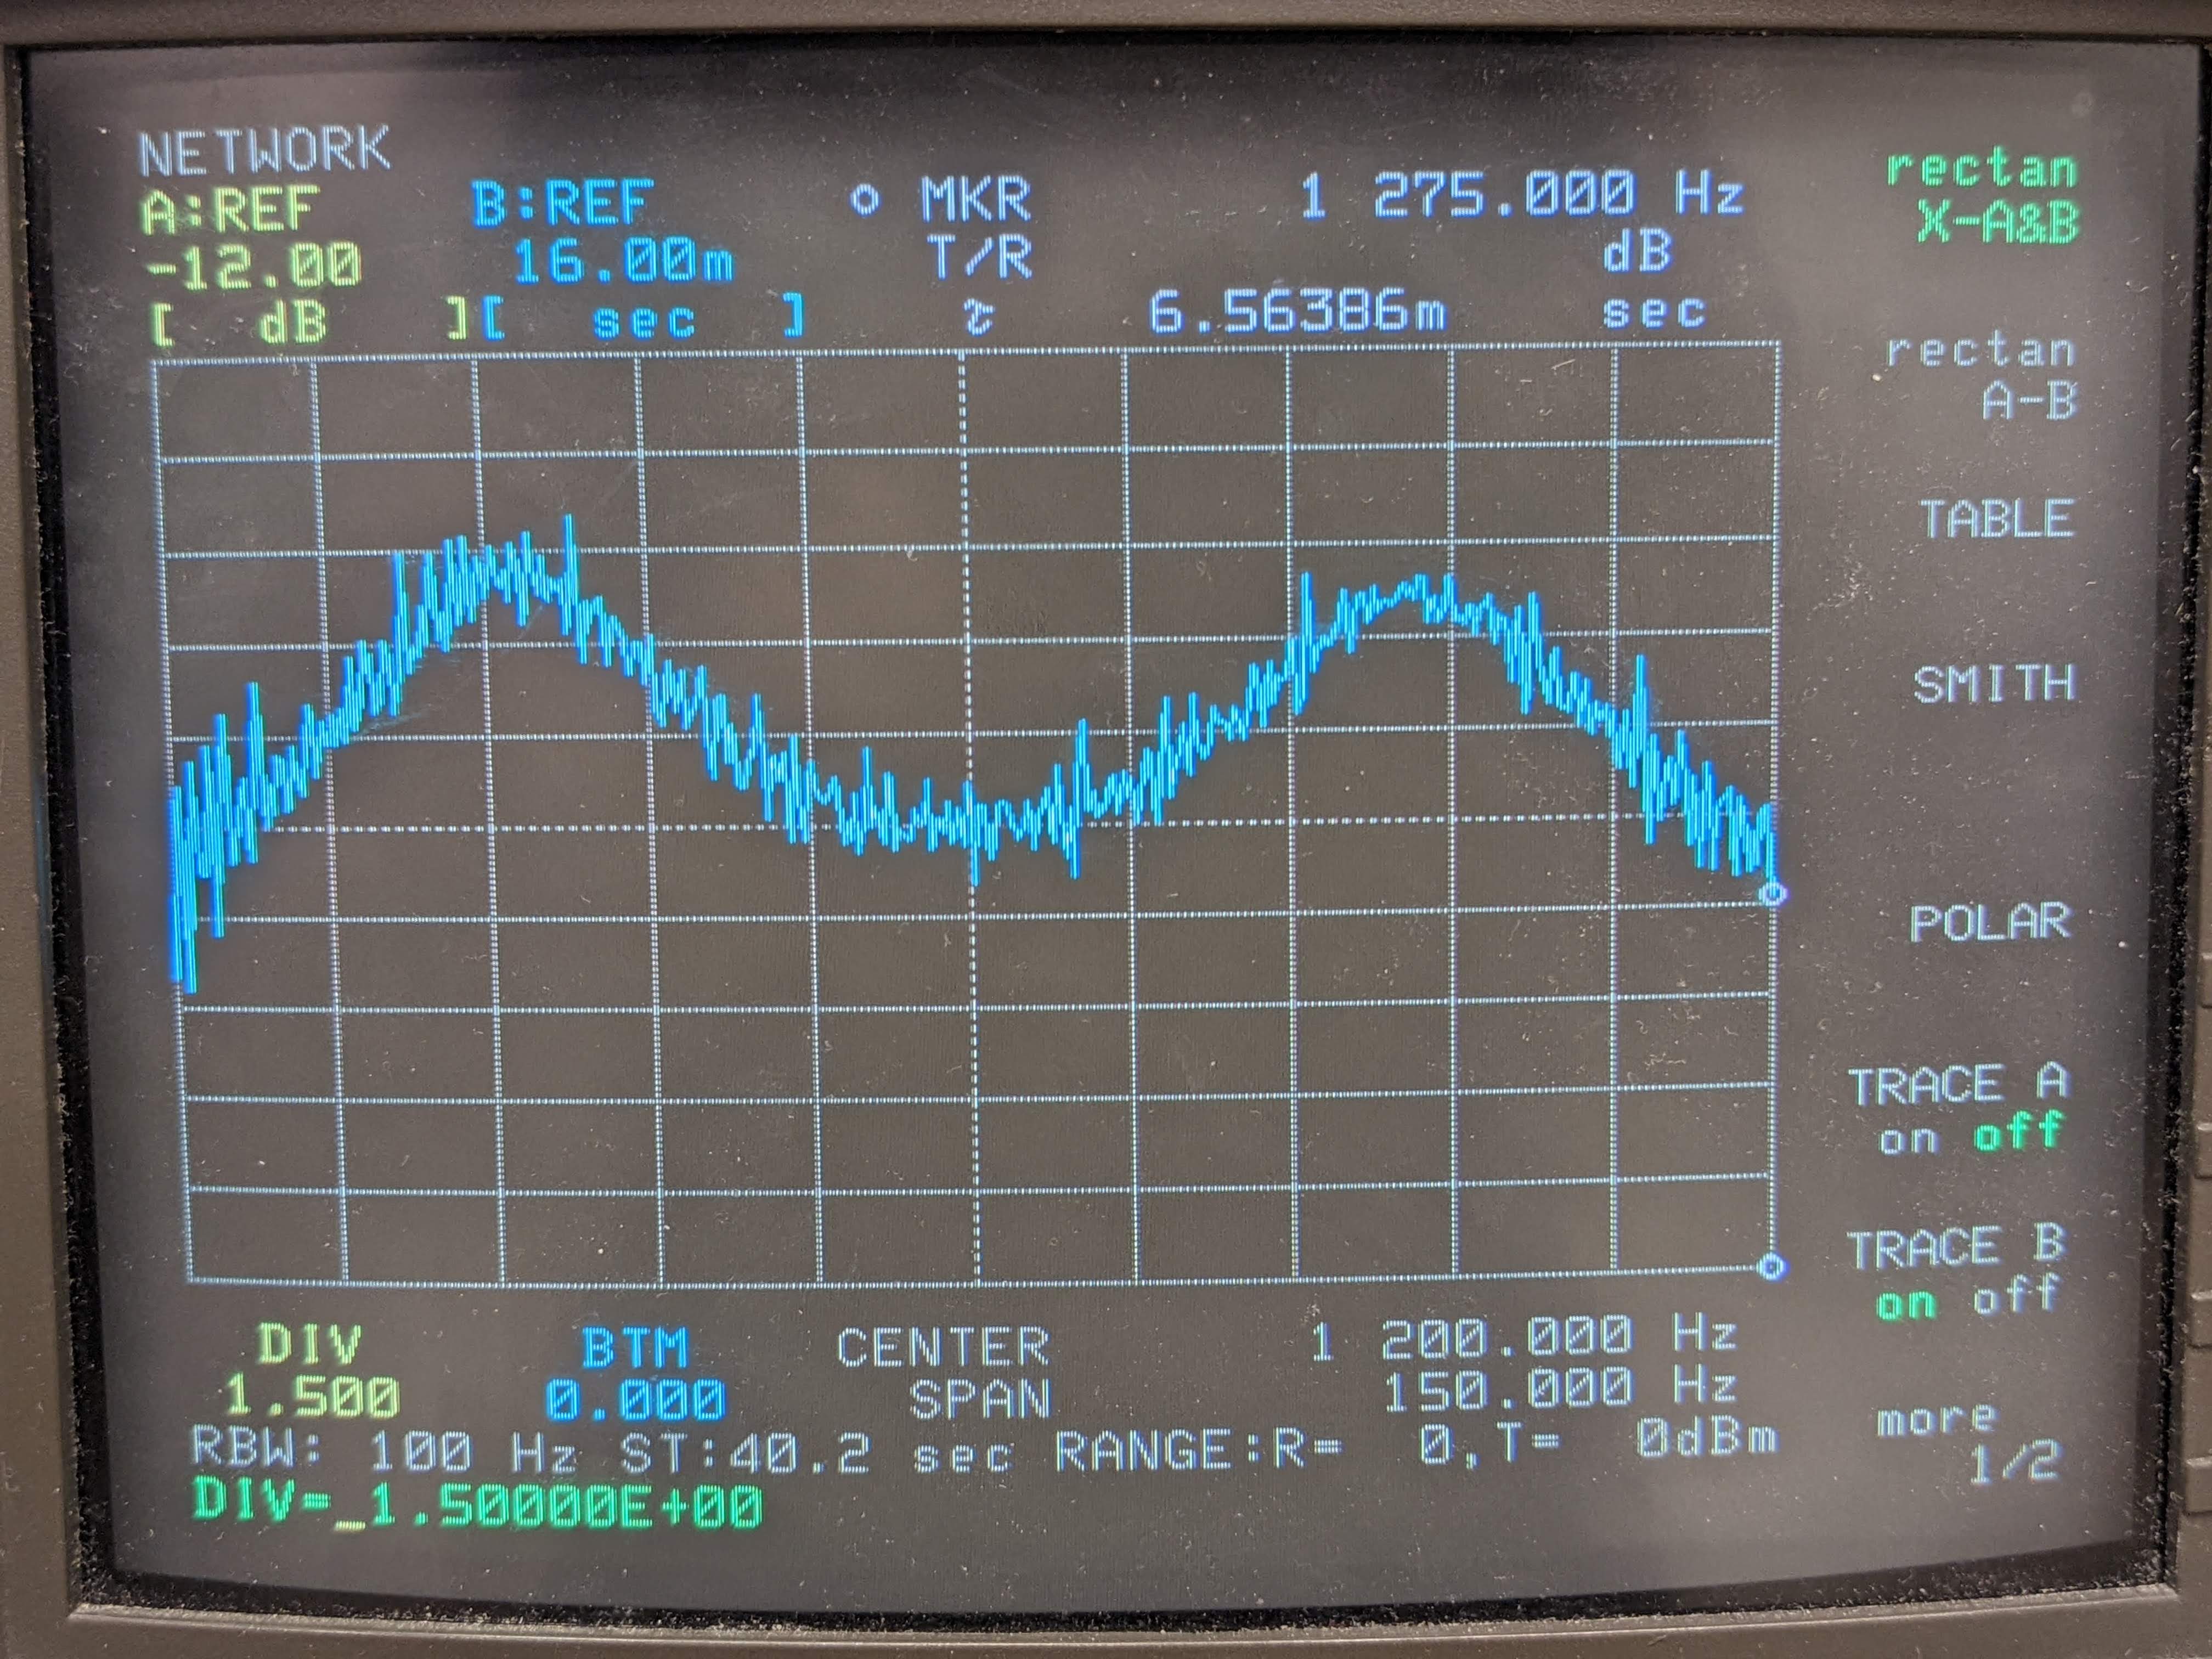 NETWORK
A:REF B:REF o MKR 1 275.000 Hz
-12.00 16.00m T/R dB
[ dB ][ sec ] τ 6.56386m sec
rectan
X-A&B
rectan
A-B
TABLE
SMITH
POLAR
TRACE A
on off
TRACE B
on off
more
1/2
DIV BTM CENTER 1 200.000 Hz
1.500 0.000 SPAN 150.000 Hz
RBW: 100 Hz ST:40.2 sec RANGE:R= 0,T= 0dBm
DIV=_1.50000E+00